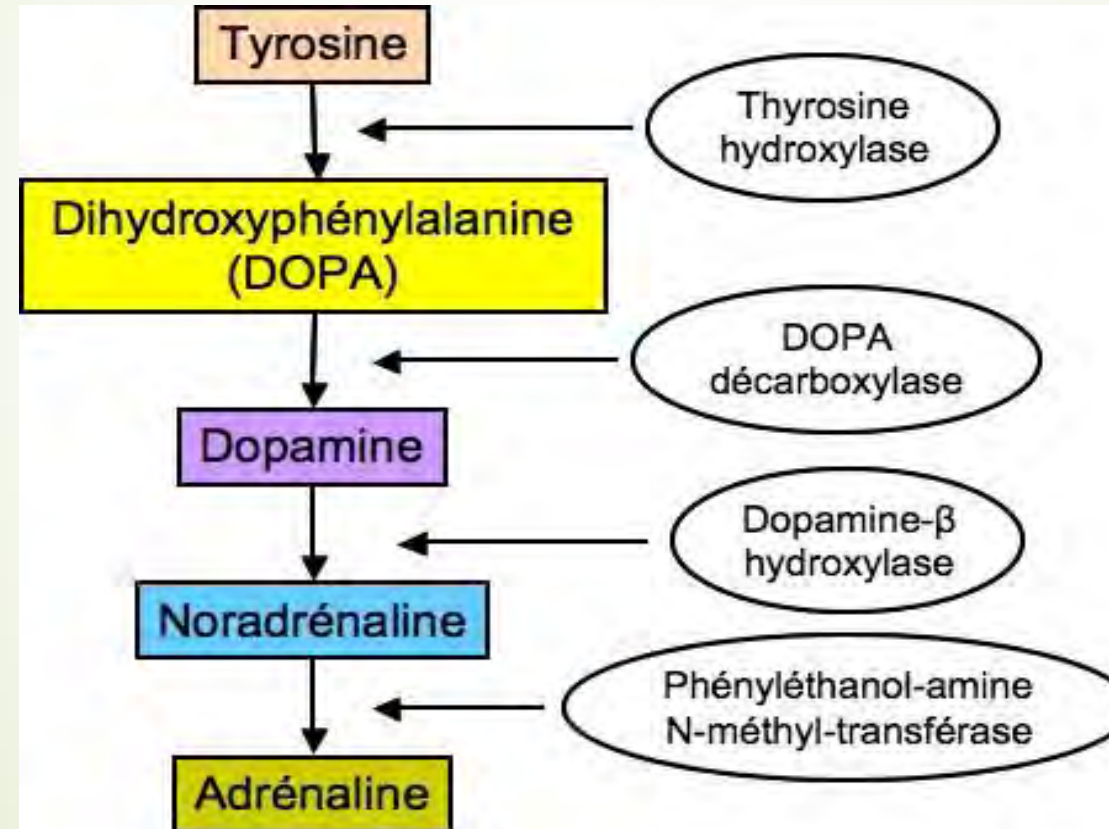 Tyrosine
Thyrosine
hydroxylase
Dihydroxyphénylalanine
(DOPA)
DOPA
décarboxylase
Dopamine
Dopamine-β
hydroxylase
Noradrénaline
Phényléthanol-amine
N-méthyl-transférase
Adrénaline